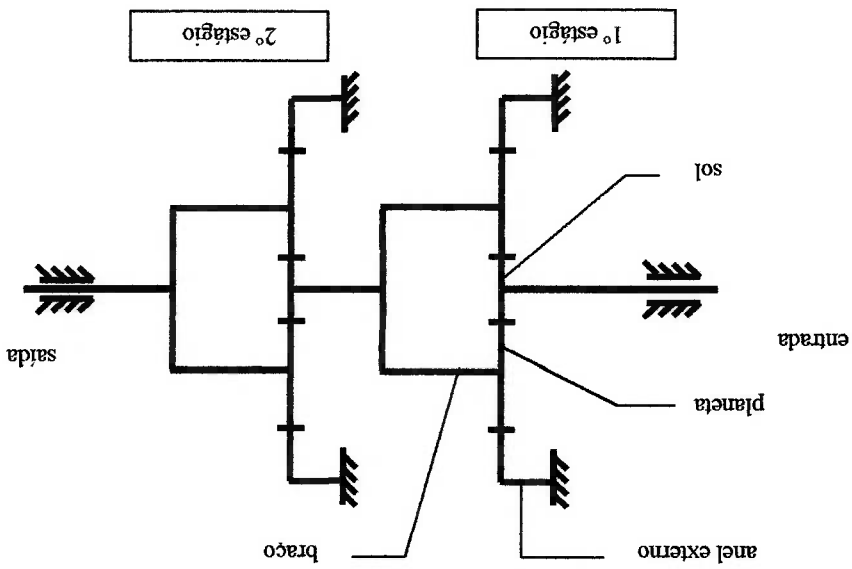 anel externo
braço
planeta
entrada
saída
sol
1° estágio
2° estágio